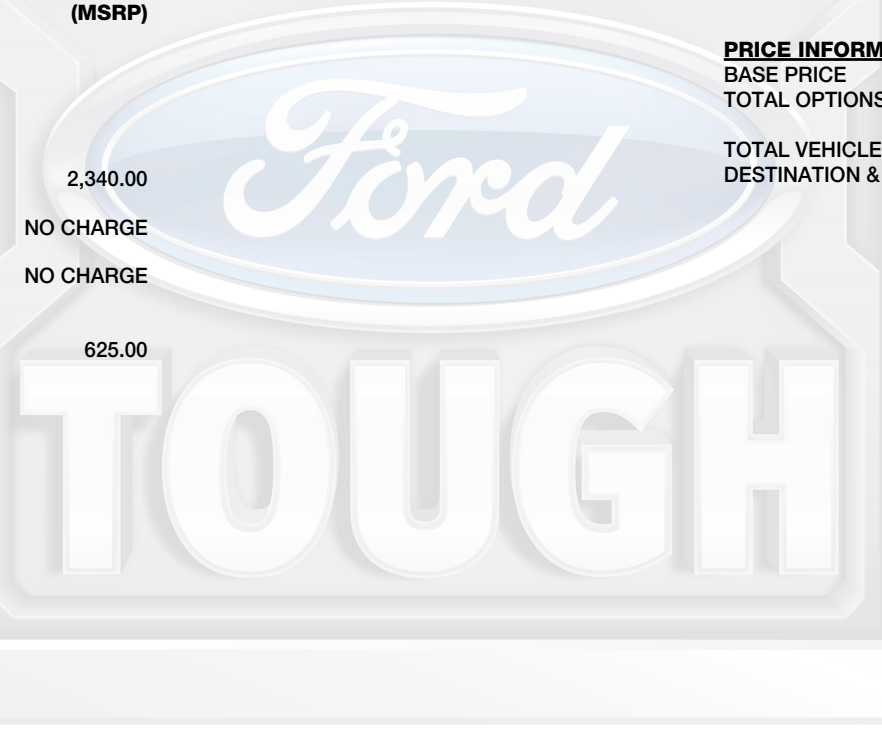 (MSRP)
2,340.00
NO CHARGE
NO CHARGE
625.00
PRICE INFORM
BASE PRICE
TOTAL OPTIONS
TOTAL VEHICLE
DESTINATION &
Ford
TOUGH